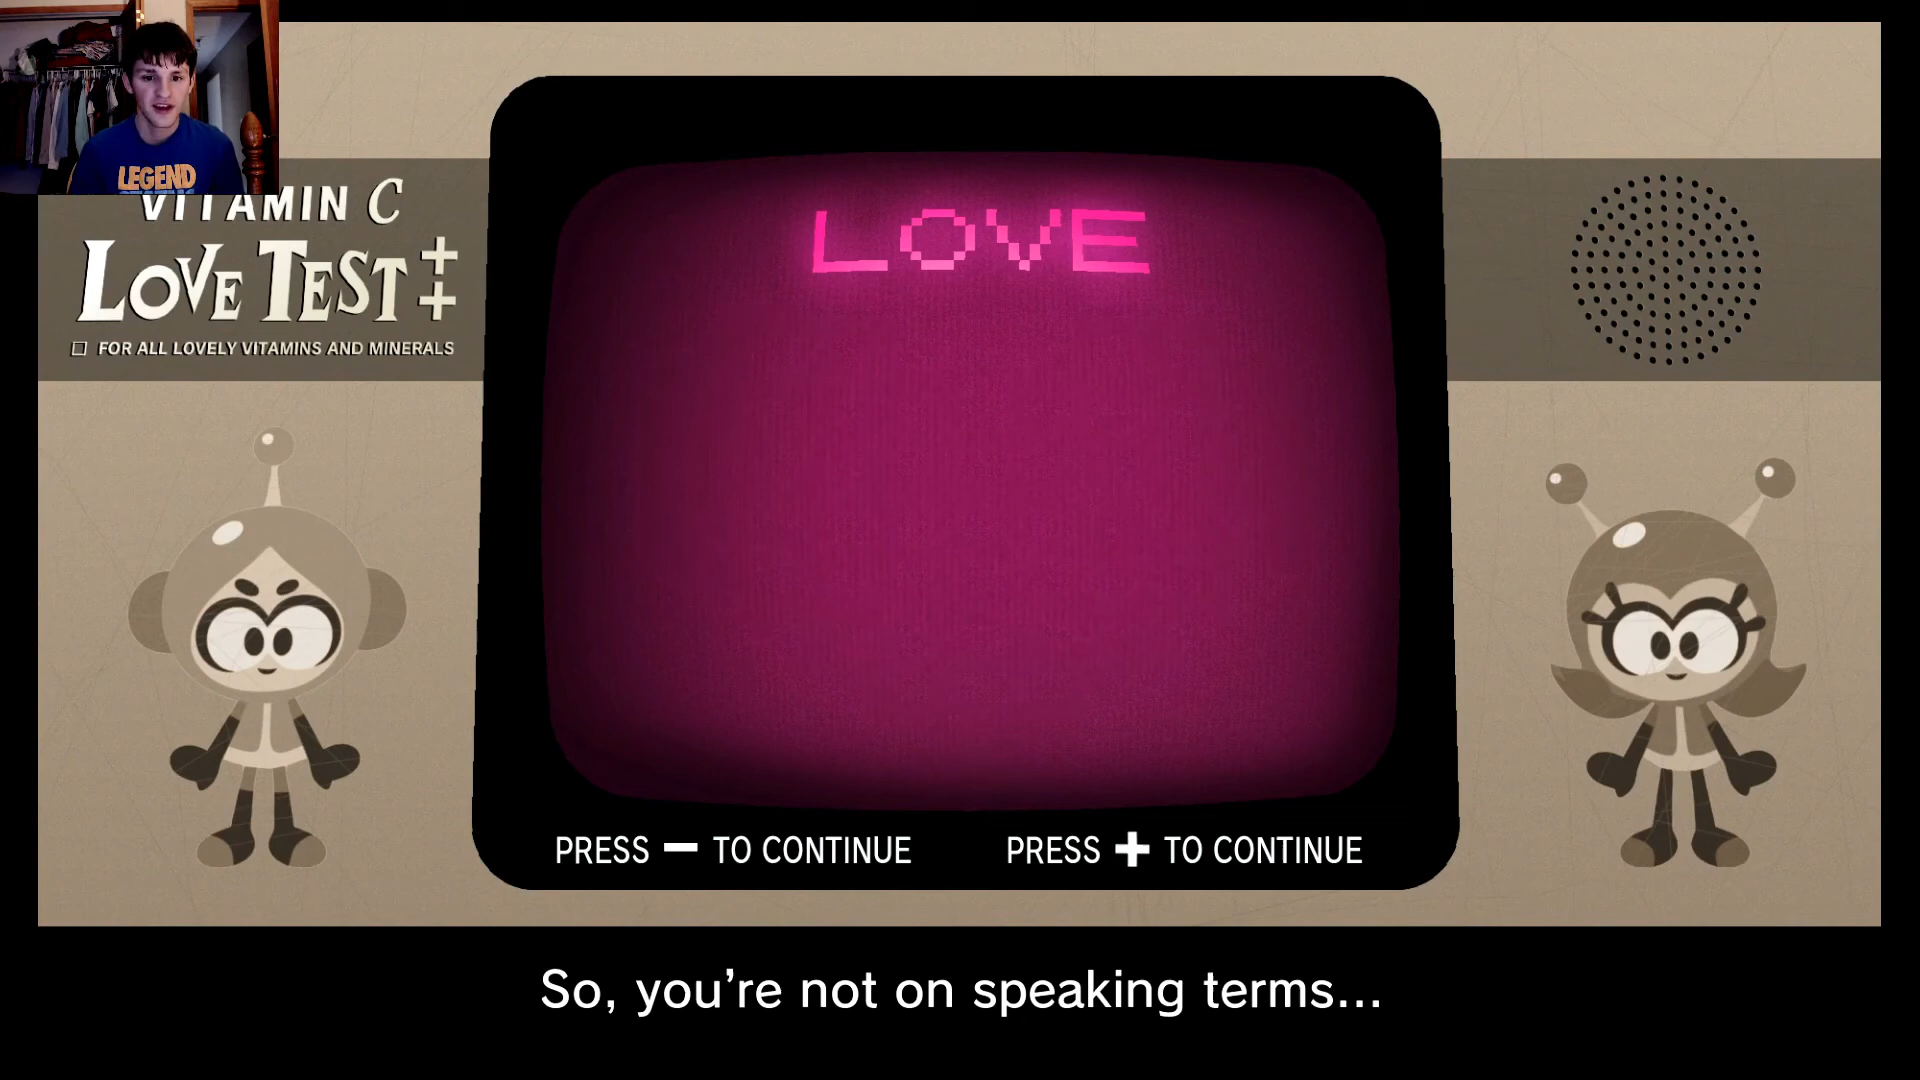 LEGEND
VITAMIN C
LOVE TEST++
FOR ALL LOVELY VITAMINS AND MINERALS
LOVE
PRESS — TO CONTINUE
PRESS + TO CONTINUE
So, you're not on speaking terms...